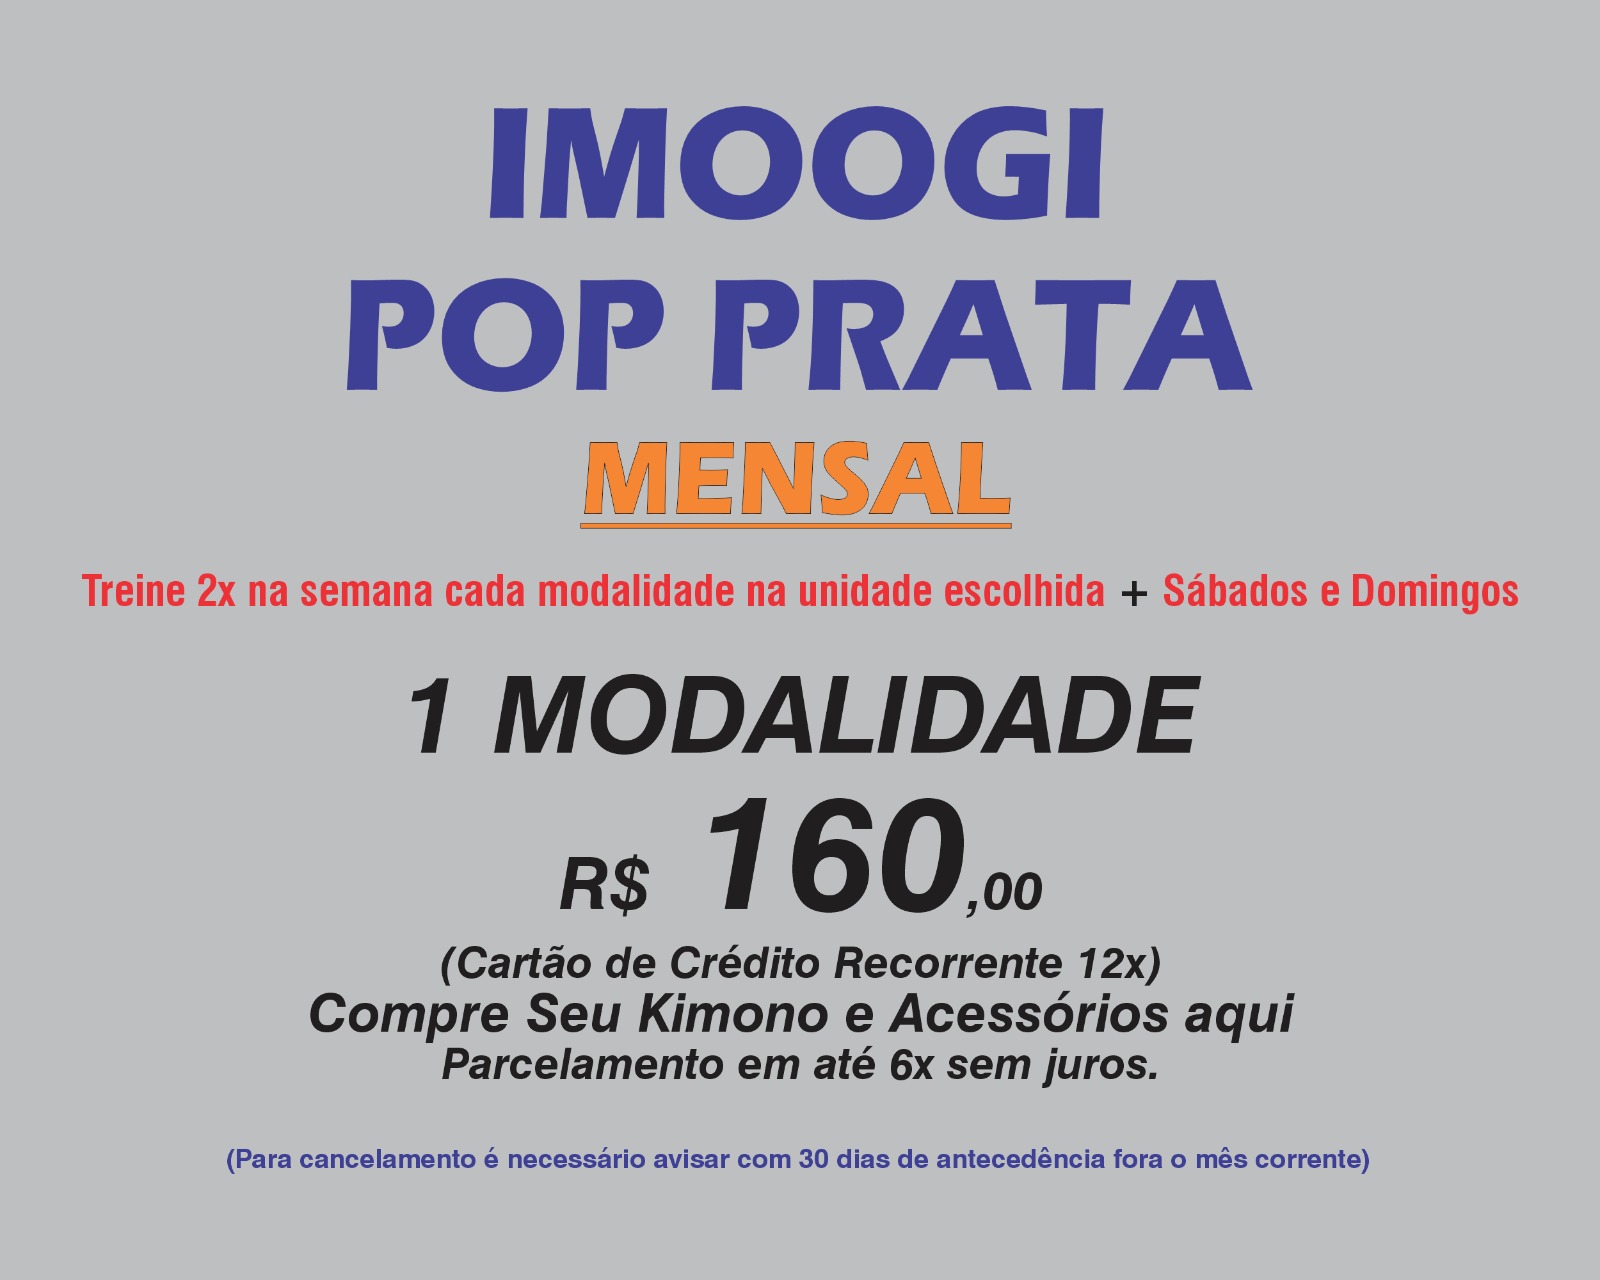 IMOOGI
POP PRATA
MENSAL
Treine 2x na semana cada modalidade na unidade escolhida + Sábados e Domingos
1 MODALIDADE
R$ 160,00
(Cartão de Crédito Recorrente 12x)
Compre Seu Kimono e Acessórios aqui
Parcelamento em até 6x sem juros.
(Para cancelamento é necessário avisar com 30 dias de antecedência fora o mês corrente)